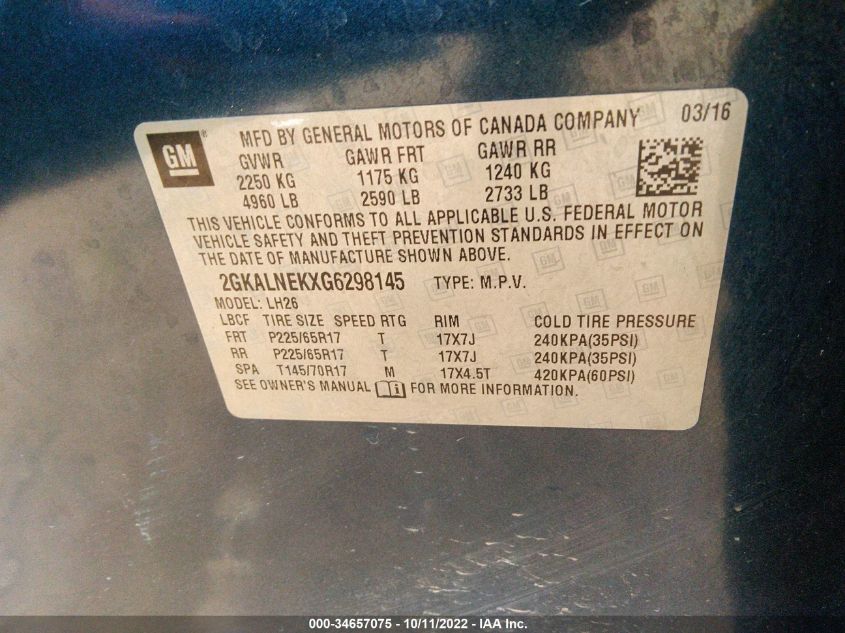 GM ®
MFD BY GENERAL MOTORS OF CANADA COMPANY 03/16
GVWR GAWR FRT GAWR RR
2250 KG 1175 KG 1240 KG
4960 LB 2590 LB 2733 LB
THIS VEHICLE CONFORMS TO ALL APPLICABLE U.S. FEDERAL MOTOR
VEHICLE SAFETY AND THEFT PREVENTION STANDARDS IN EFFECT ON
THE DATE OF MANUFACTURE SHOWN ABOVE.
2GKALNEKXG6298145 TYPE: M.P.V.
MODEL: LH26
LBCF TIRE SIZE SPEED RTG RIM COLD TIRE PRESSURE
FRT P225/65R17 T 17X7J 240KPA(35PSI)
RR P225/65R17 T 17X7J 240KPA(35PSI)
SPA T145/70R17 M 17X4.5T 420KPA(60PSI)
SEE OWNER'S MANUAL i FOR MORE INFORMATION.
000-34657075 - 10/11/2022 - IAA Inc.